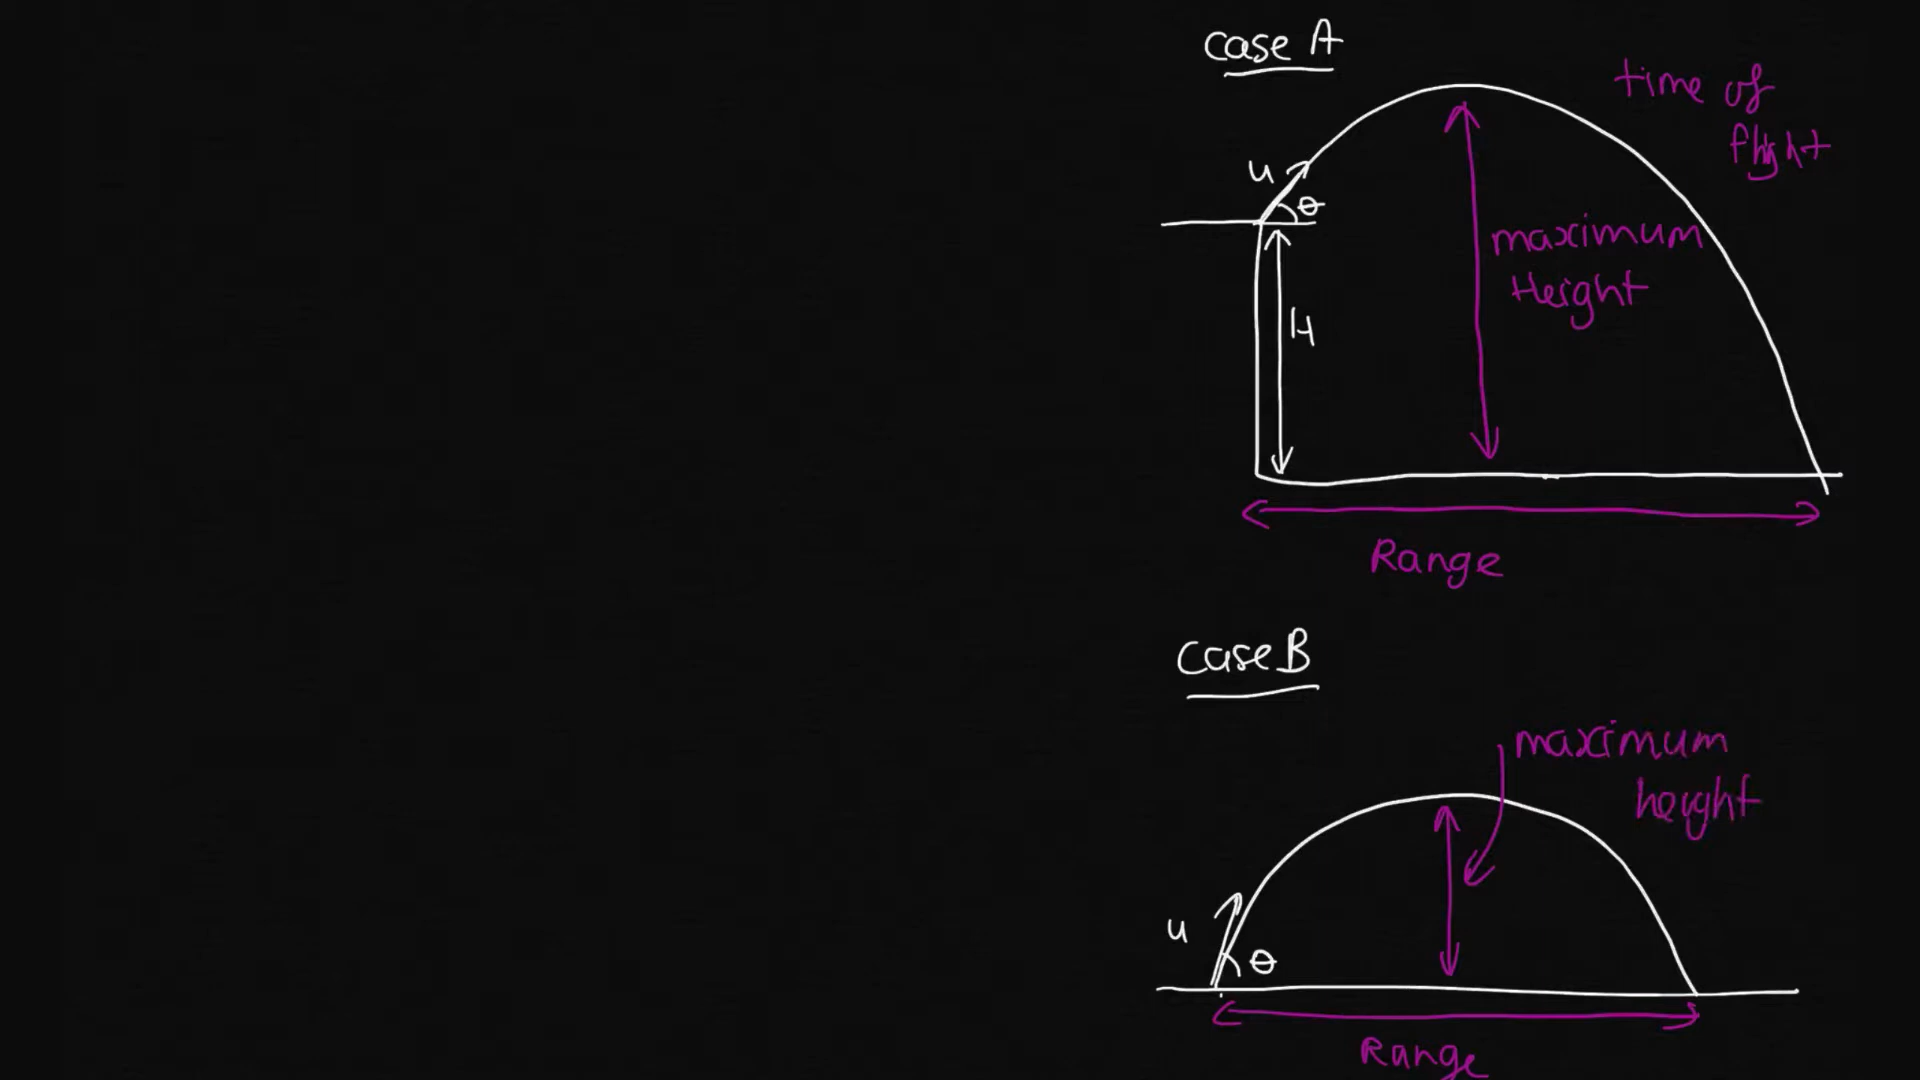 case A
time of
flight
u
θ
maximum
Height
H
Range
case B
maximum
height
u
θ
Range